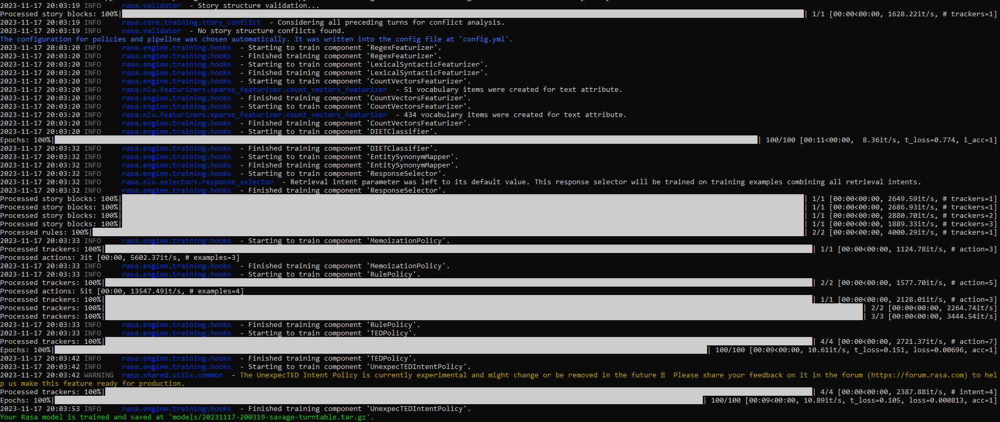 2023-11-17 20:03:19 INFO     rasa.validator  - Story structure validation...
Processed story blocks: 100%| | 1/1 [00:00<00:00, 1628.22it/s, # trackers=1]
2023-11-17 20:03:19 INFO     rasa.core.training.story_conflict  - Considering all preceding turns for conflict analysis.
2023-11-17 20:03:19 INFO     rasa.validator  - No story structure conflicts found.
The configuration for policies and pipeline was chosen automatically. It was written into the config file at 'config.yml'.
2023-11-17 20:03:20 INFO     rasa.engine.training.hooks  - Starting to train component 'RegexFeaturizer'.
2023-11-17 20:03:20 INFO     rasa.engine.training.hooks  - Finished training component 'RegexFeaturizer'.
2023-11-17 20:03:20 INFO     rasa.engine.training.hooks  - Starting to train component 'LexicalSyntacticFeaturizer'.
2023-11-17 20:03:20 INFO     rasa.engine.training.hooks  - Finished training component 'LexicalSyntacticFeaturizer'.
2023-11-17 20:03:20 INFO     rasa.engine.training.hooks  - Starting to train component 'CountVectorsFeaturizer'.
2023-11-17 20:03:20 INFO     rasa.nlu.featurizers.sparse_featurizer.count_vectors_featurizer  - 51 vocabulary items were created for text attribute.
2023-11-17 20:03:20 INFO     rasa.engine.training.hooks  - Finished training component 'CountVectorsFeaturizer'.
2023-11-17 20:03:20 INFO     rasa.engine.training.hooks  - Starting to train component 'CountVectorsFeaturizer'.
2023-11-17 20:03:20 INFO     rasa.nlu.featurizers.sparse_featurizer.count_vectors_featurizer  - 434 vocabulary items were created for text attribute.
2023-11-17 20:03:20 INFO     rasa.engine.training.hooks  - Finished training component 'CountVectorsFeaturizer'.
2023-11-17 20:03:20 INFO     rasa.engine.training.hooks  - Starting to train component 'DIETClassifier'.
Epochs: 100%| | 100/100 [00:11<00:00,  8.36it/s, t_loss=0.774, i_acc=1]
2023-11-17 20:03:32 INFO     rasa.engine.training.hooks  - Finished training component 'DIETClassifier'.
2023-11-17 20:03:32 INFO     rasa.engine.training.hooks  - Starting to train component 'EntitySynonymMapper'.
2023-11-17 20:03:32 INFO     rasa.engine.training.hooks  - Finished training component 'EntitySynonymMapper'.
2023-11-17 20:03:32 INFO     rasa.engine.training.hooks  - Starting to train component 'ResponseSelector'.
2023-11-17 20:03:32 INFO     rasa.nlu.selectors.response_selector  - Retrieval intent parameter was left to its default value. This response selector will be trained on training examples combining all retrieval intents.
2023-11-17 20:03:32 INFO     rasa.engine.training.hooks  - Finished training component 'ResponseSelector'.
Processed story blocks: 100%| | 1/1 [00:00<00:00, 2649.59it/s, # trackers=1]
Processed story blocks: 100%| | 1/1 [00:00<00:00, 2686.93it/s, # trackers=1]
Processed story blocks: 100%| | 1/1 [00:00<00:00, 2880.70it/s, # trackers=2]
Processed story blocks: 100%| | 1/1 [00:00<00:00, 1889.33it/s, # trackers=3]
Processed rules: 100%| | 2/2 [00:00<00:00, 4000.29it/s, # trackers=1]
2023-11-17 20:03:33 INFO     rasa.engine.training.hooks  - Starting to train component 'MemoizationPolicy'.
Processed trackers: 100%| | 1/1 [00:00<00:00, 1124.78it/s, # action=3]
Processed actions: 3it [00:00, 5602.37it/s, # examples=3]
2023-11-17 20:03:33 INFO     rasa.engine.training.hooks  - Finished training component 'MemoizationPolicy'.
2023-11-17 20:03:33 INFO     rasa.engine.training.hooks  - Starting to train component 'RulePolicy'.
Processed trackers: 100%| | 2/2 [00:00<00:00, 1577.70it/s, # action=5]
Processed actions: 5it [00:00, 13547.49it/s, # examples=4]
Processed trackers: 100%| | 1/1 [00:00<00:00, 2128.01it/s, # action=3]
Processed trackers: 100%| | 2/2 [00:00<00:00, 2264.74it/s]
Processed trackers: 100%| | 3/3 [00:00<00:00, 3444.54it/s]
2023-11-17 20:03:33 INFO     rasa.engine.training.hooks  - Finished training component 'RulePolicy'.
2023-11-17 20:03:33 INFO     rasa.engine.training.hooks  - Starting to train component 'TEDPolicy'.
Processed trackers: 100%| | 4/4 [00:00<00:00, 2721.37it/s, # action=7]
Epochs: 100%| | 100/100 [00:09<00:00, 10.61it/s, t_loss=0.151, loss=0.00696, acc=1]
2023-11-17 20:03:42 INFO     rasa.engine.training.hooks  - Finished training component 'TEDPolicy'.
2023-11-17 20:03:42 INFO     rasa.engine.training.hooks  - Starting to train component 'UnexpecTEDIntentPolicy'.
2023-11-17 20:03:42 WARNING  rasa.shared.utils.common  - The UnexpecTED Intent Policy is currently experimental and might change or be removed in the future  Please share your feedback on it in the forum (https://forum.rasa.com) to hel
p us make this feature ready for production.
Processed trackers: 100%| | 4/4 [00:00<00:00, 2387.88it/s, # intent=4]
Epochs: 100%| | 100/100 [00:09<00:00, 10.89it/s, t_loss=0.105, loss=0.000813, acc=1]
2023-11-17 20:03:53 INFO     rasa.engine.training.hooks  - Finished training component 'UnexpecTEDIntentPolicy'.
Your Rasa model is trained and saved at 'models/20231117-200319-savage-turntable.tar.gz'.